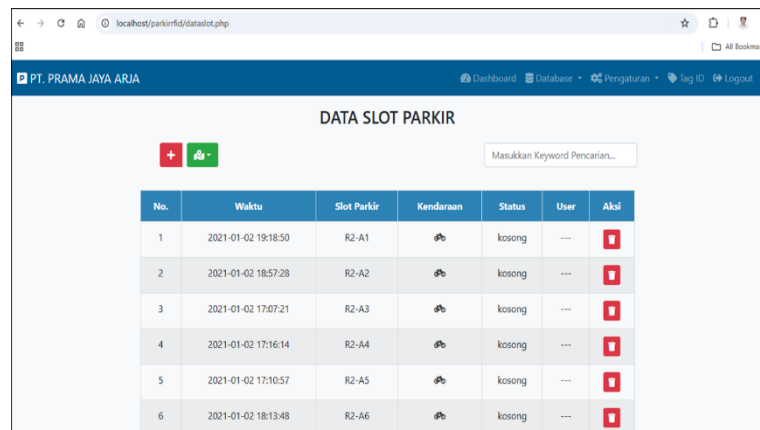 localhost/parkirrfid/dataslot.php
All Bookma
P PT. PRAMA JAYA ARJA Dashboard Database Pengaturan Tag ID Logout
DATA SLOT PARKIR
Masukkan Keyword Pencarian...
No. Waktu Slot Parkir Kendaraan Status User Aksi
1 2021-01-02 19:18:50 R2-A1 kosong ---
2 2021-01-02 18:57:28 R2-A2 kosong ---
3 2021-01-02 17:07:21 R2-A3 kosong ---
4 2021-01-02 17:16:14 R2-A4 kosong ---
5 2021-01-02 17:10:57 R2-A5 kosong ---
6 2021-01-02 18:13:48 R2-A6 kosong ---